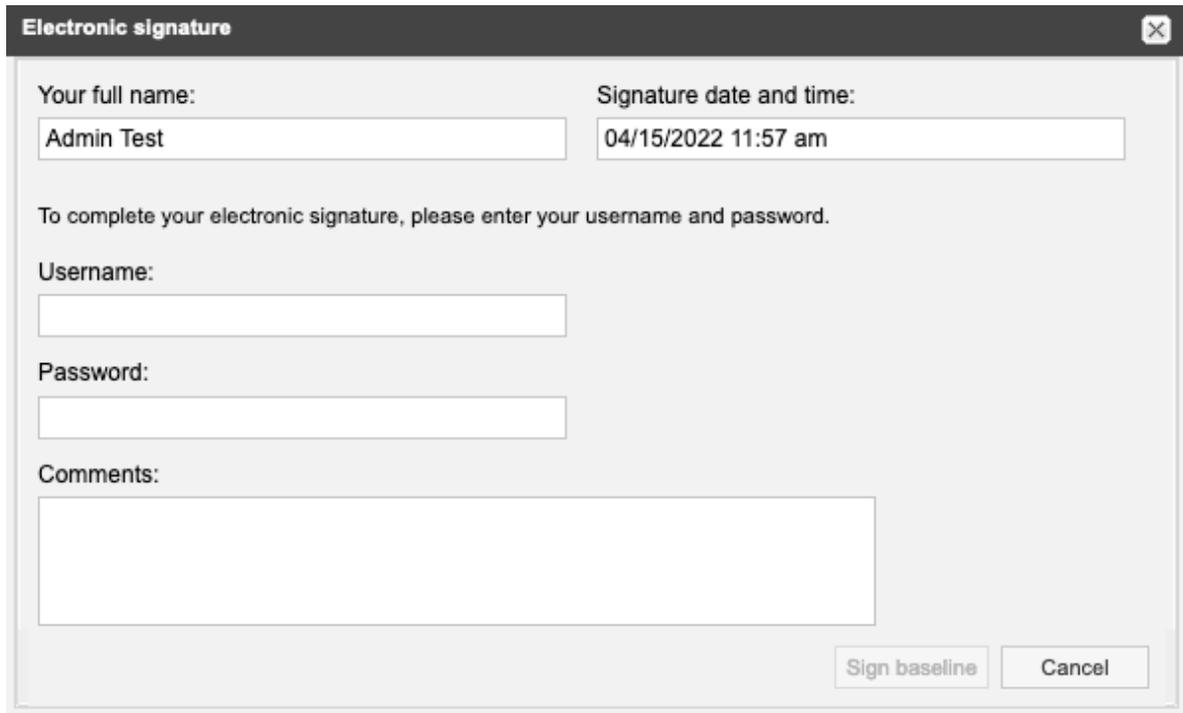 Electronic signature
Your full name:
Signature date and time:
Admin Test
04/15/2022 11:57 am
To complete your electronic signature, please enter your username and password.
Username:
Password:
Comments:
Sign baseline
Cancel